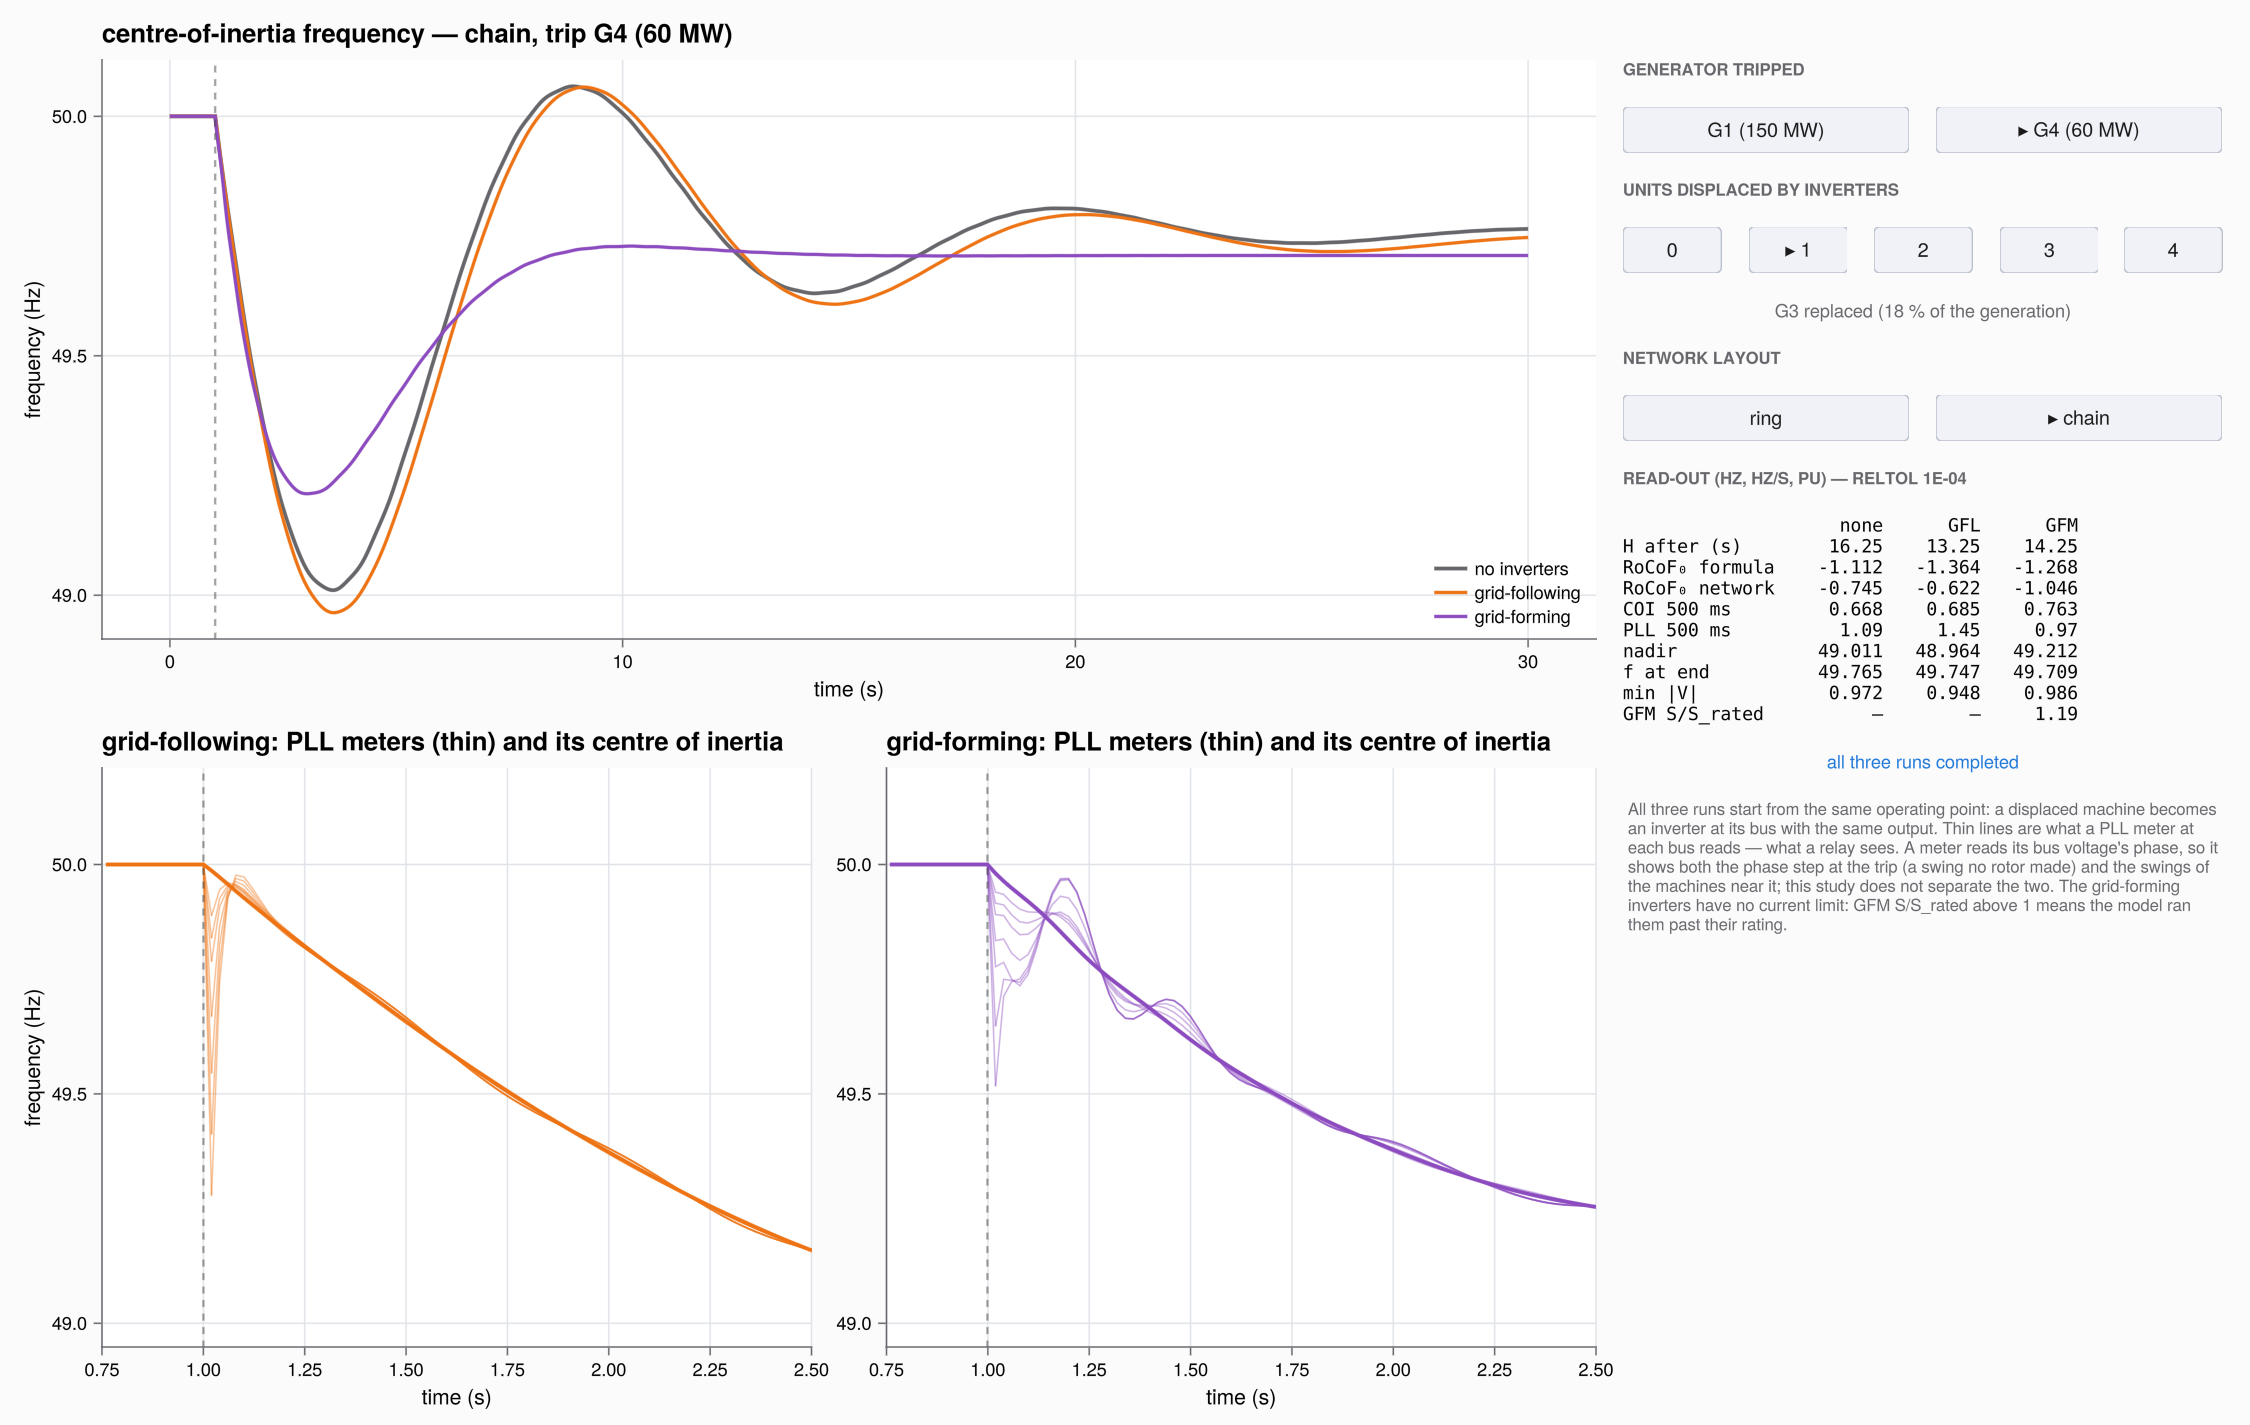 centre-of-inertia frequency — chain, trip G4 (60 MW)
50.0
49.5
49.0
frequency (Hz)
0
10
20
30
time (s)
no inverters
grid-following
grid-forming
grid-following: PLL meters (thin) and its centre of inertia
50.0
49.5
49.0
frequency (Hz)
0.75
1.00
1.25
1.50
1.75
2.00
2.25
2.50
time (s)
grid-forming: PLL meters (thin) and its centre of inertia
50.0
49.5
49.0
0.75
1.00
1.25
1.50
1.75
2.00
2.25
2.50
time (s)
GENERATOR TRIPPED
G1 (150 MW)
▸ G4 (60 MW)
UNITS DISPLACED BY INVERTERS
0
▸ 1
2
3
4
G3 replaced (18 % of the generation)
NETWORK LAYOUT
ring
▸ chain
READ-OUT (HZ, HZ/S, PU) — RELTOL 1E-04
none GFL GFM
H after (s) 16.25 13.25 14.25
RoCoF₀ formula -1.112 -1.364 -1.268
RoCoF₀ network -0.745 -0.622 -1.046
COI 500 ms 0.668 0.685 0.763
PLL 500 ms 1.09 1.45 0.97
nadir 49.011 48.964 49.212
f at end 49.765 49.747 49.709
min |V| 0.972 0.948 0.986
GFM S/S_rated — — 1.19
all three runs completed
All three runs start from the same operating point: a displaced machine becomes
an inverter at its bus with the same output. Thin lines are what a PLL meter at
each bus reads — what a relay sees. A meter reads its bus voltage's phase, so it
shows both the phase step at the trip (a swing no rotor made) and the swings of
the machines near it; this study does not separate the two. The grid-forming
inverters have no current limit: GFM S/S_rated above 1 means the model ran
them past their rating.